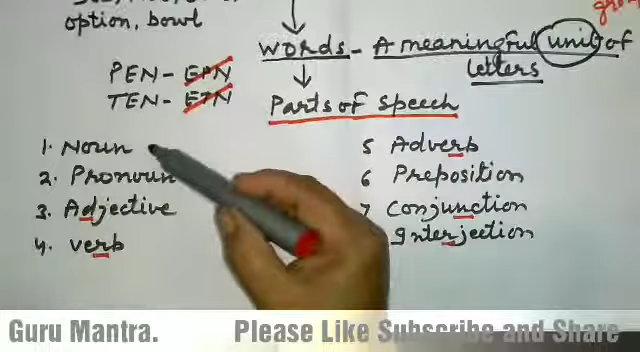 option, bowl
words - A meaningful unit of
letters
PEN - EPN
TEN - ETN
Parts of speech
1. Noun
2. Pronoun
3. Adjective
4. verb
5 Adverb
6 Preposition
7 Conjunction
Interjection
Guru Mantra. Please Like Subscribe and Share